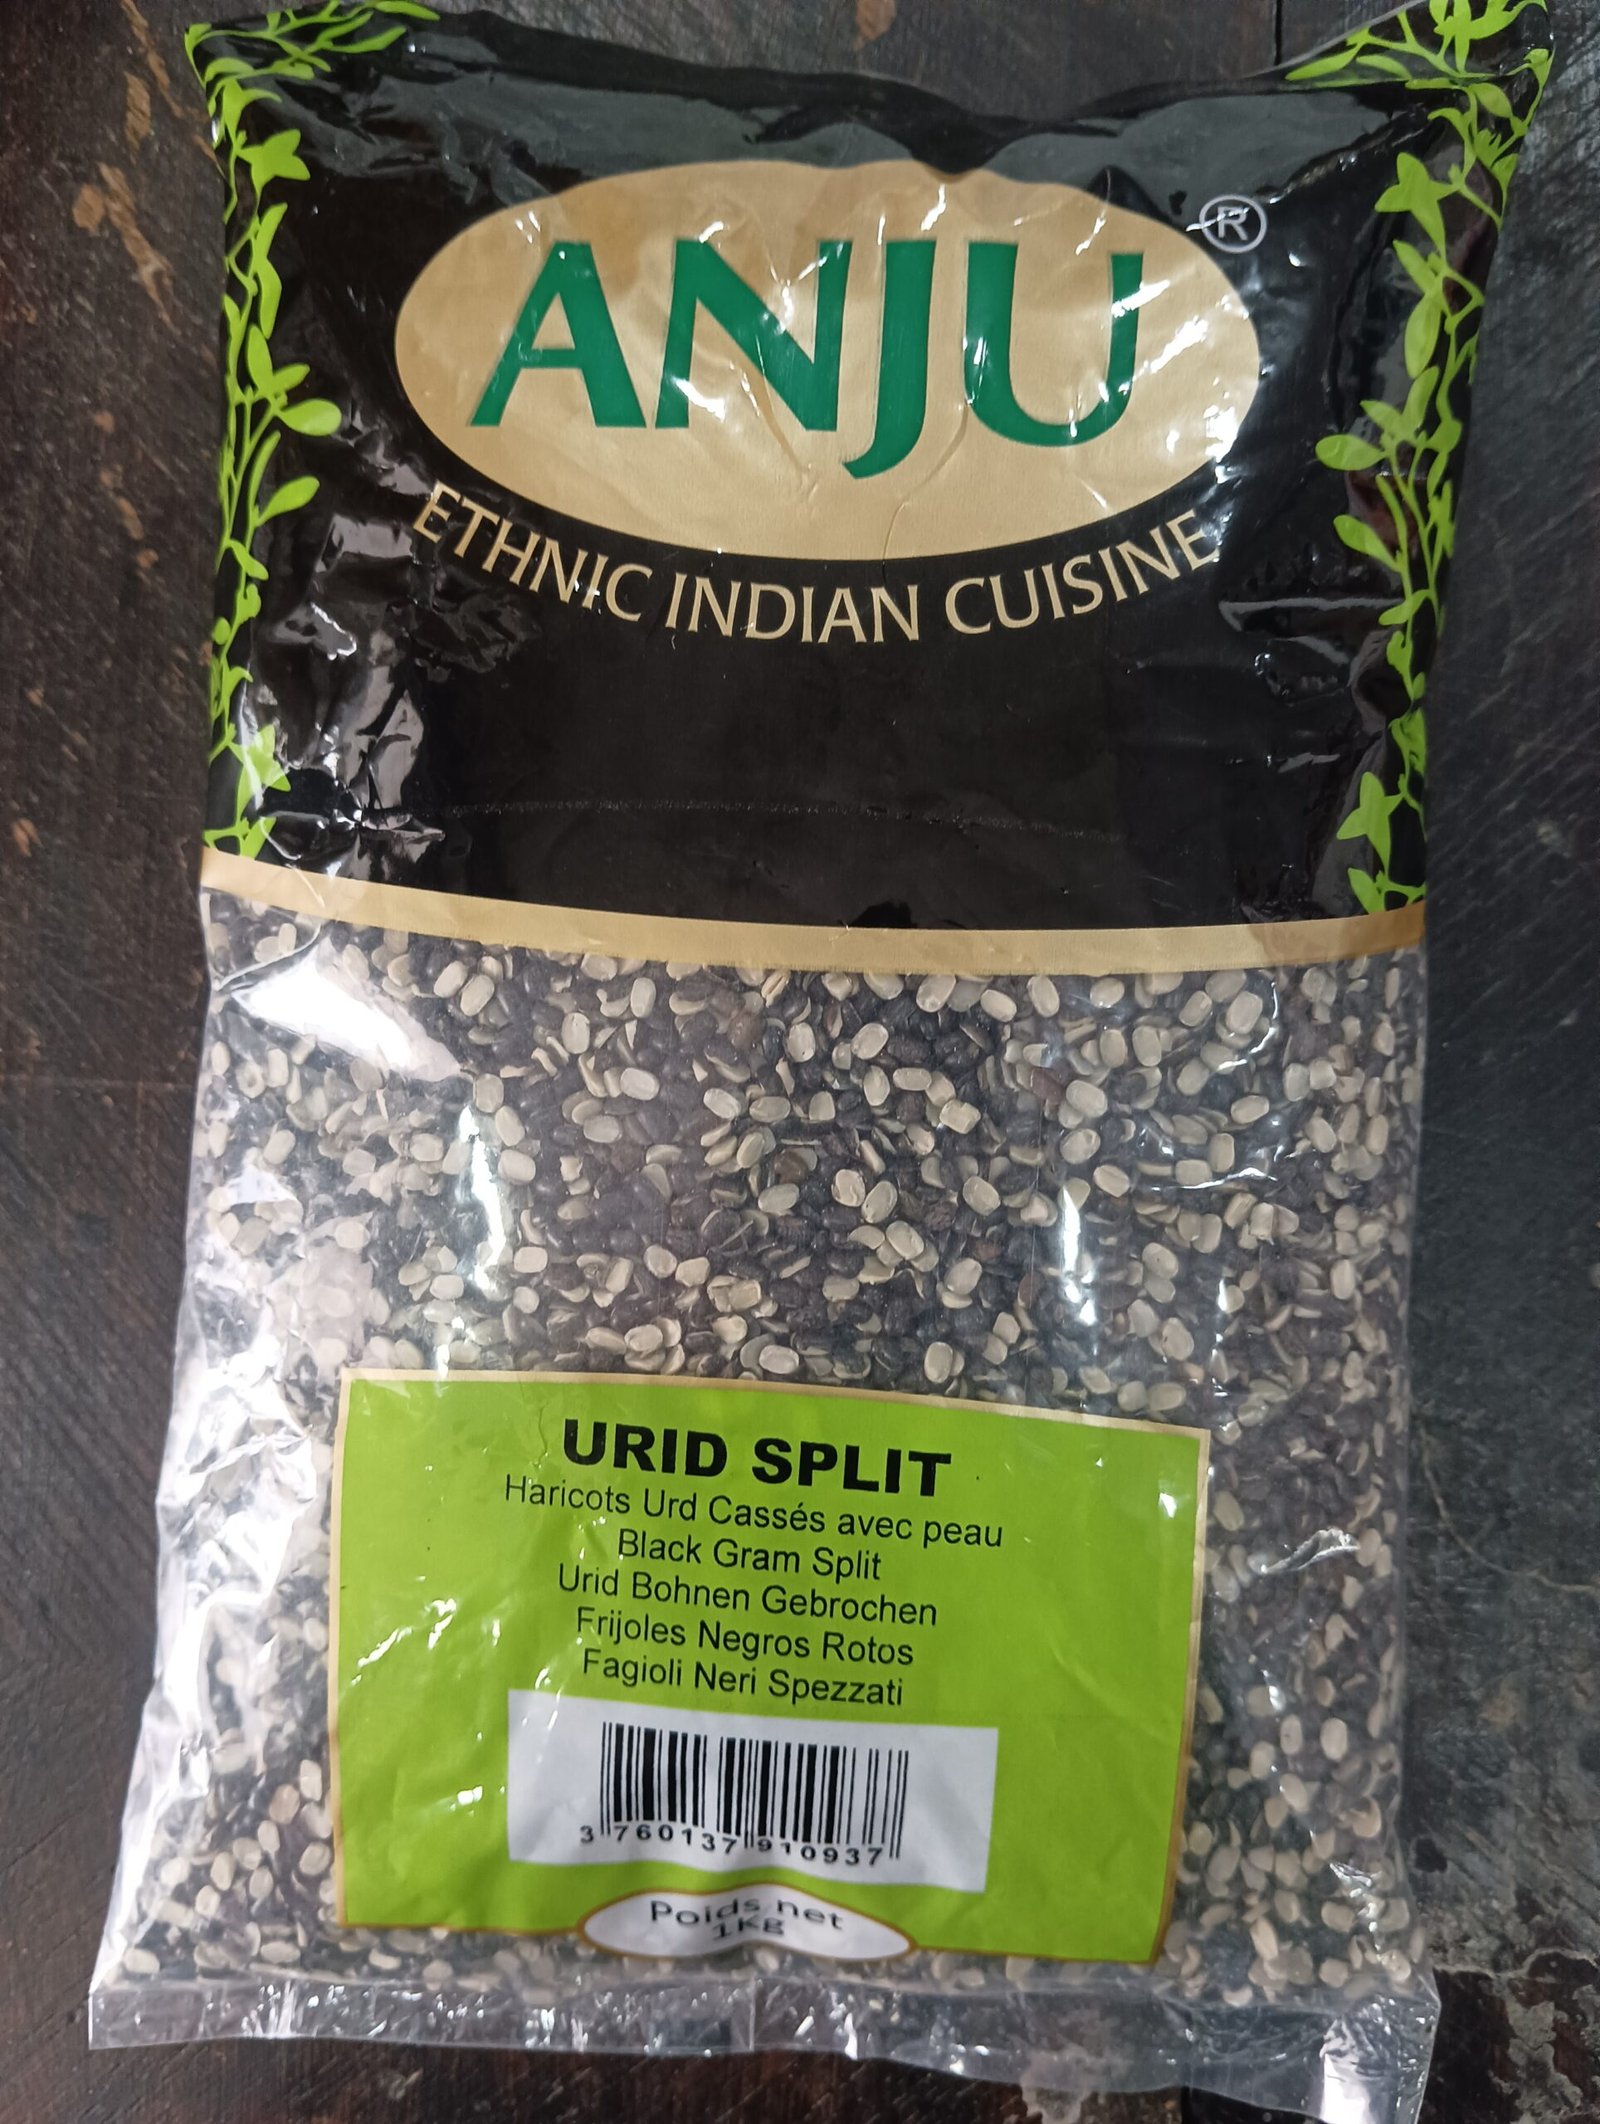 ANJU
®
ETHNIC INDIAN CUISINE
URID SPLIT
Haricots Urd Cassés avec peau
Black Gram Split
Urid Bohnen Gebrochen
Frijoles Negros Rotos
Fagioli Neri Spezzati
3 760137 910937
Poids net
1Kg